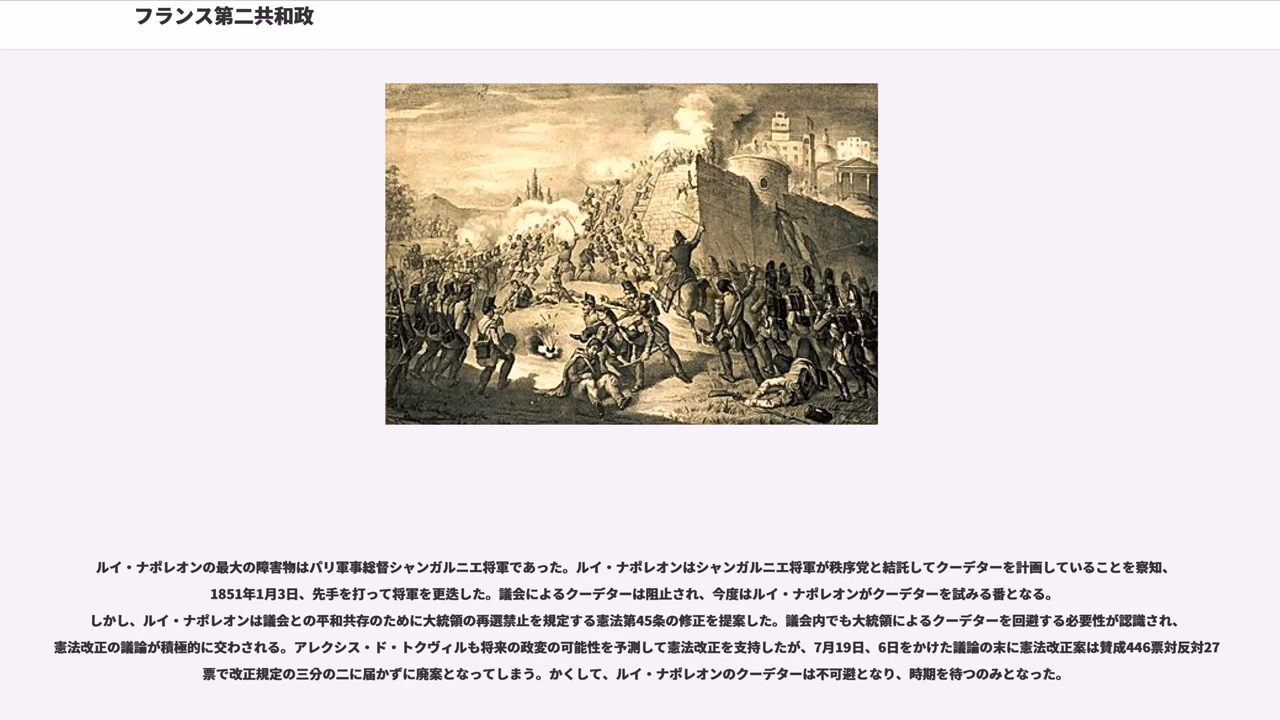 フランス第二共和政
ルイ・ナポレオンの最大の障害物はパリ軍事総督シャンガルニエ将軍であった。ルイ・ナポレオンはシャンガルニエ将軍が秩序党と結託してクーデターを計画していることを察知、
1851年1月3日、先手を打って将軍を更迭した。議会によるクーデターは阻止され、今度はルイ・ナポレオンがクーデターを試みる番となる。
しかし、ルイ・ナポレオンは議会との平和共存のために大統領の再選禁止を規定する憲法第45条の修正を提案した。議会内でも大統領によるクーデターを回避する必要性が認識され、
憲法改正の議論が積極的に交わされる。アレクシス・ド・トクヴィルも将来の政変の可能性を予測して憲法改正を支持したが、7月19日、6日をかけた議論の末に憲法改正案は賛成446票対反対27
票で改正規定の三分の二に届かずに廃案となってしまう。かくして、ルイ・ナポレオンのクーデターは不可避となり、時期を待つのみとなった。